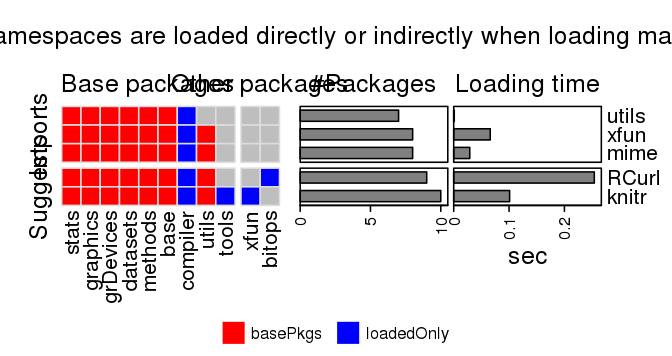 amespaces are loaded directly or indirectly when loading ma
Base packages
Other packages
#Packages
Loading time
Imports
Suggests
utils
xfun
mime
RCurl
knitr
stats
graphics
grDevices
datasets
methods
base
compiler
utils
tools
xfun
bitops
0
5
10
0
0.1
0.2
sec
basePkgs
loadedOnly